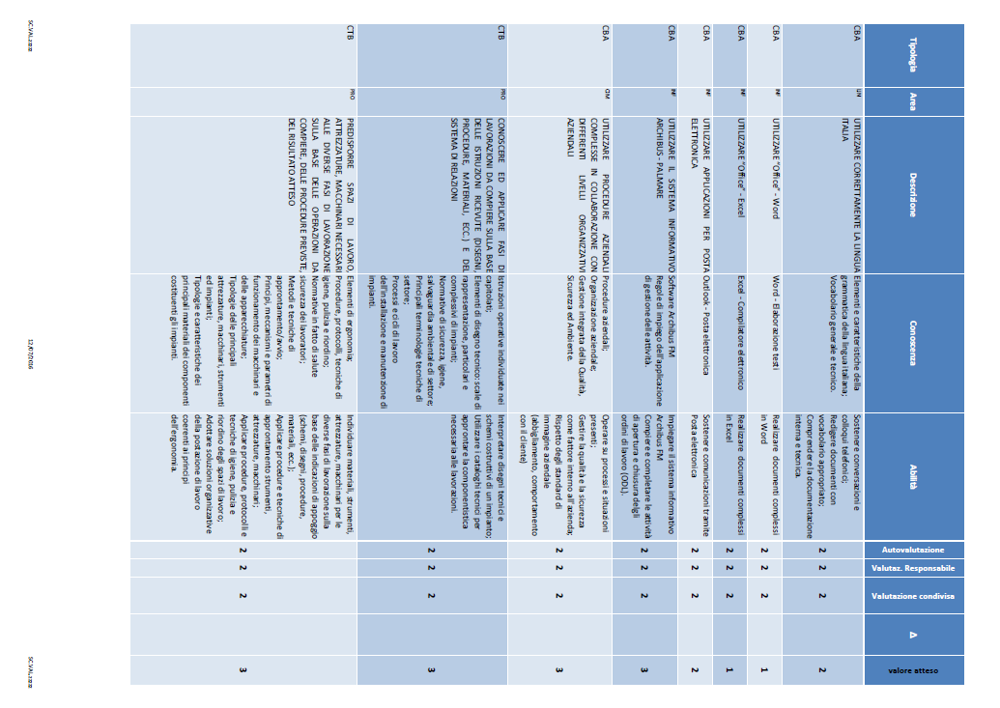 SC.VAL.2222
12/07/2016
SC.VAL.2222
Tipologia
Area
Descrizione
Conoscenza
Abilità
Autovalutazione
Valutaz. Responsabile
Valutazione condivisa
Δ
valore atteso
CBA
LIN
UTILIZZARE CORRETTAMENTE LA LINGUA
ITALIA
Elementi e caratteristiche della
grammatica della lingua italiana;
Vocabolario generale e tecnico.
Sostenere conversazioni e
colloqui telefonici;
Redigere documenti con
vocabolario appropriato;
Comprendere la documentazione
interna e tecnica.
2
2
2
2
CBA
INF
UTILIZZARE "Office" - Word
Word – Elaborazione testi
Realizzare documenti complessi
in Word
2
2
2
1
CBA
INF
UTILIZZARE "Office" - Excel
Excel - Compilatore elettronico
Realizzare documenti complessi
in Excel
2
2
2
1
CBA
INF
UTILIZZARE APPLICAZIONI PER POSTA
ELETTRONICA
Outlook - Posta elettronica
Sostenere comunicazioni tramite
Posta elettronica
2
2
2
2
CBA
INF
UTILIZZARE IL SISTEMA INFORMATIVO
ARCHIBUS - PALMARE
Software Archibus FM
Regole di impiego dell'applicazione
di gestione delle attività.
Impiegare il sistema informativo
Archibus FM
Compiere e completare le attività
di apertura e chiusura delgli
ordini di lavoro (ODL).
2
2
2
3
CBA
CIM
UTILIZZARE PROCEDURE AZIENDALI
COMPLESSE IN COLLABORAZIONE CON
DIFFERENTI LIVELLI ORGANIZZATIVO
AZIENDALI
Procedure aziendali;
Organizzazione aziendale;
Gestione integrata della Qualità,
Sicurezza ed Ambiente.
Operare su processi e situazioni
presenti;
Gestire la qualità e la sicurezza
come fattore interno all'azienda;
Rispetto degli standard di
immagine aziendale
(abbigliamento, comportamento
con il cliente)
2
2
2
3
CTB
PRO
CONOSCERE ED APPLICARE FASI DI
LAVORAZIONI DA COMPIERE SULLA BASE
DELLE ISTRUZIONI RICEVUTE (DISEGNI,
PROCEDURE, MATERIALI, ECC.) E DEL
SISTEMA DI RELAZIONI
Istruzioni operative individuate nei
capitolati;
Elementi di disegno tecnico: scale di
rappresentazione, particolari e
complessivi di impianti;
Normative di sicurezza, igiene,
salvaguardia ambientale di settore;
Principali terminologie tecniche di
settore;
Processi e cicli di lavoro
dell'installazione e manutenzione di
impianti.
Interpretare disegni tecnici e
schemi costruttivi di un impianto;
Utilizzare i cataloghi tecnici per
approntare la componentistica
necessaria alle lavorazioni.
2
2
2
3
CTB
PRO
PREDISPORRE SPAZI DI LAVORO,
ATTREZZATURE, MACCHINARI NECESSARI
ALLE DIVERSE FASI DI LAVORAZIONE
SULLA BASE DELLE OPERAZIONI DA
COMPIERE, DELLE PROCEDURE PREVISTE,
DEL RISULTATO ATTESO
Elementi di ergonomia;
Procedure, protocolli, tecniche di
igiene, pulizia e riordino;
Normative in fatto di salute
sicurezza dei lavoratori;
Metodi e tecniche di
approntamento/avvio;
Principi, meccanismi e parametri di
funzionamento dei macchinari e
delle apparecchiature;
Tipologie delle principali
attrezzature, macchinari, strumenti
ed impianti;
Tipologie e caratteristiche dei
principali materiali dei componenti
costituenti gli impianti.
Individuare materiali, strumenti,
attrezzature, macchinari per le
diverse fasi di lavorazione sulla
base delle indicazioni di appoggio
(schemi, disegni, procedure,
materiali, ecc.);
Applicare procedure e tecniche di
approntamento strumenti,
attrezzature, macchinari;
Applicare procedure, protocolli e
tecniche di igiene, pulizia e
riordino degli spazi di lavoro;
Adottare soluzioni organizzative
della postazione di lavoro
coerenti ai principi
dell'ergonomia.
2
2
2
3